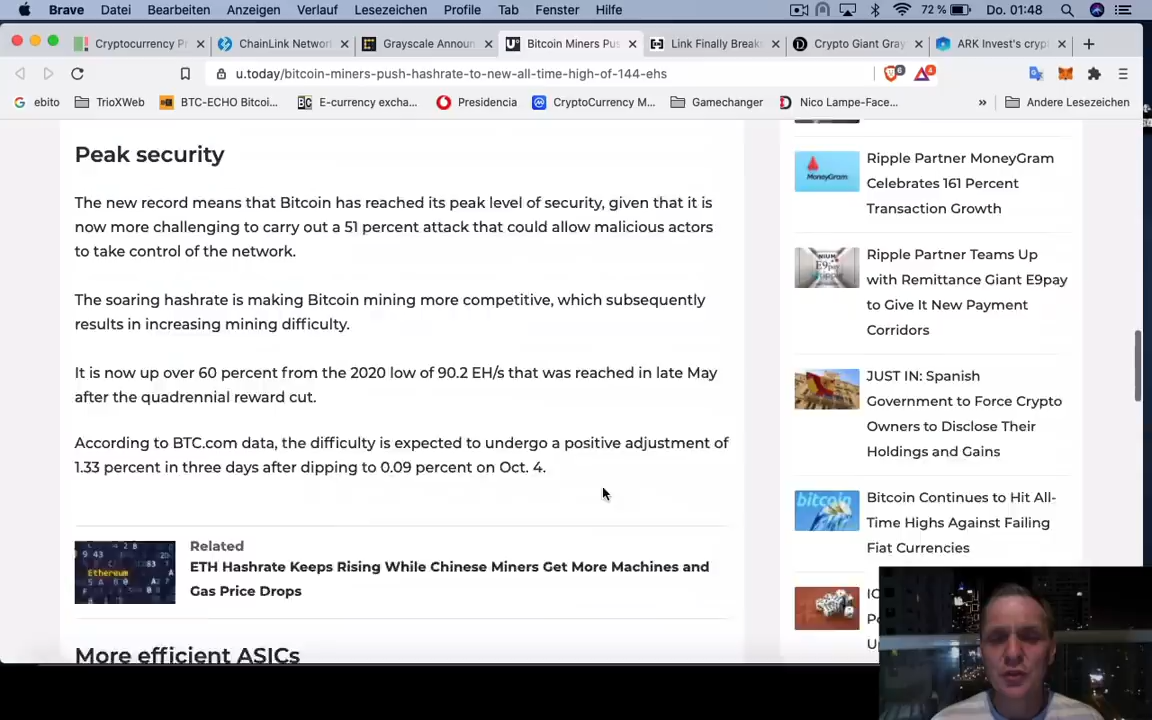 Brave Datei Bearbeiten Anzeigen Verlauf Lesezeichen Profile Tab Fenster Hilfe 72 % Do. 01:48
Cryptocurrency Pr × ChainLink Networ × Grayscale Announ × Bitcoin Miners Pus × Link Finally Breaks × Crypto Giant Gray × ARK Invest's cryp × +
u.today/bitcoin-miners-push-hashrate-to-new-all-time-high-of-144-ehs 6 4
ebito TrioXWeb BTC-ECHO Bitcoi... E-currency excha... Presidencia CryptoCurrency M... Gamechanger Nico Lampe-Face... » Andere Lesezeichen
Peak security
The new record means that Bitcoin has reached its peak level of security, given that it is
now more challenging to carry out a 51 percent attack that could allow malicious actors
to take control of the network.
The soaring hashrate is making Bitcoin mining more competitive, which subsequently
results in increasing mining difficulty.
It is now up over 60 percent from the 2020 low of 90.2 EH/s that was reached in late May
after the quadrennial reward cut.
According to BTC.com data, the difficulty is expected to undergo a positive adjustment of
1.33 percent in three days after dipping to 0.09 percent on Oct. 4.
Related
ETH Hashrate Keeps Rising While Chinese Miners Get More Machines and
Gas Price Drops
More efficient ASICs
MoneyGram
Ripple Partner MoneyGram
Celebrates 161 Percent
Transaction Growth
Ripple Partner Teams Up
with Remittance Giant E9pay
to Give It New Payment
Corridors
JUST IN: Spanish
Government to Force Crypto
Owners to Disclose Their
Holdings and Gains
bitcoin
Bitcoin Continues to Hit All-
Time Highs Against Failing
Fiat Currencies
Ethereum